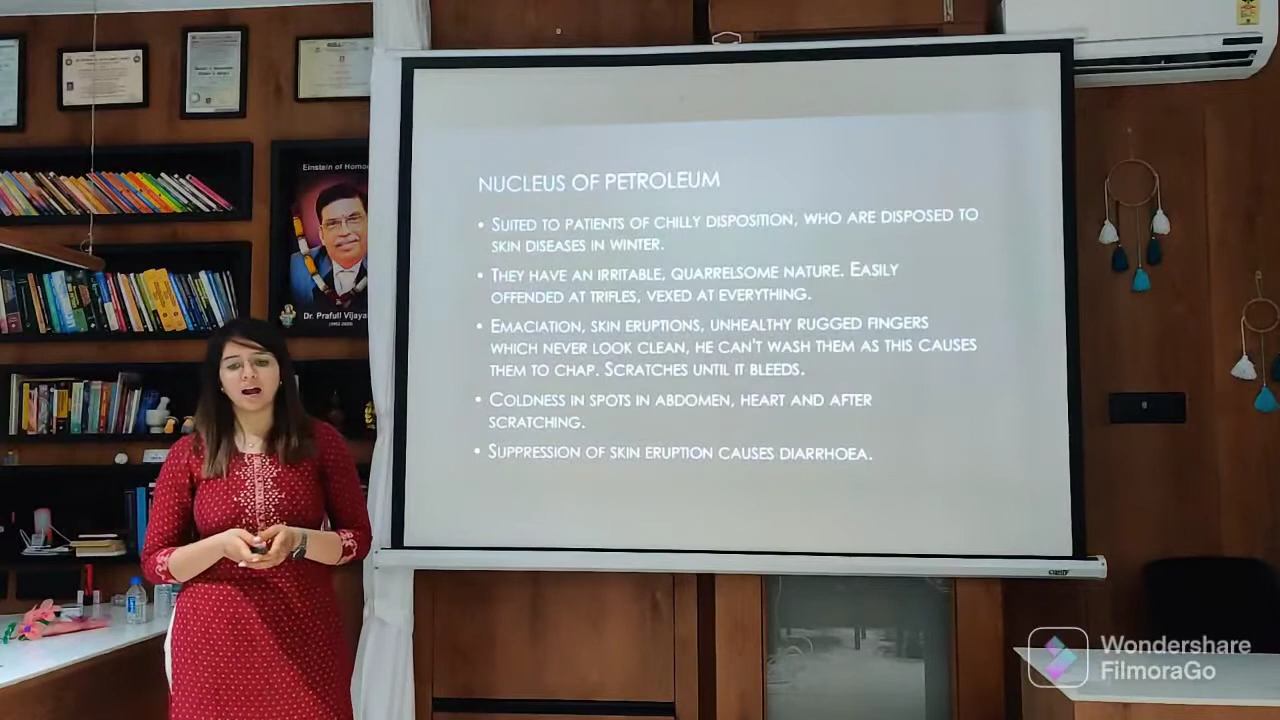 Einstein of Homoe
Dr. Prafull Vijaya
NUCLEUS OF PETROLEUM
• SUITED TO PATIENTS OF CHILLY DISPOSITION, WHO ARE DISPOSED TO
SKIN DISEASES IN WINTER.
• THEY HAVE AN IRRITABLE, QUARRELSOME NATURE. EASILY
OFFENDED AT TRIFLES, VEXED AT EVERYTHING.
• EMACIATION, SKIN ERUPTIONS, UNHEALTHY RUGGED FINGERS
WHICH NEVER LOOK CLEAN, HE CAN'T WASH THEM AS THIS CAUSES
THEM TO CHAP. SCRATCHES UNTIL IT BLEEDS.
• COLDNESS IN SPOTS IN ABDOMEN, HEART AND AFTER
SCRATCHING.
• SUPPRESSION OF SKIN ERUPTION CAUSES DIARRHOEA.
Wondershare
FilmoraGo